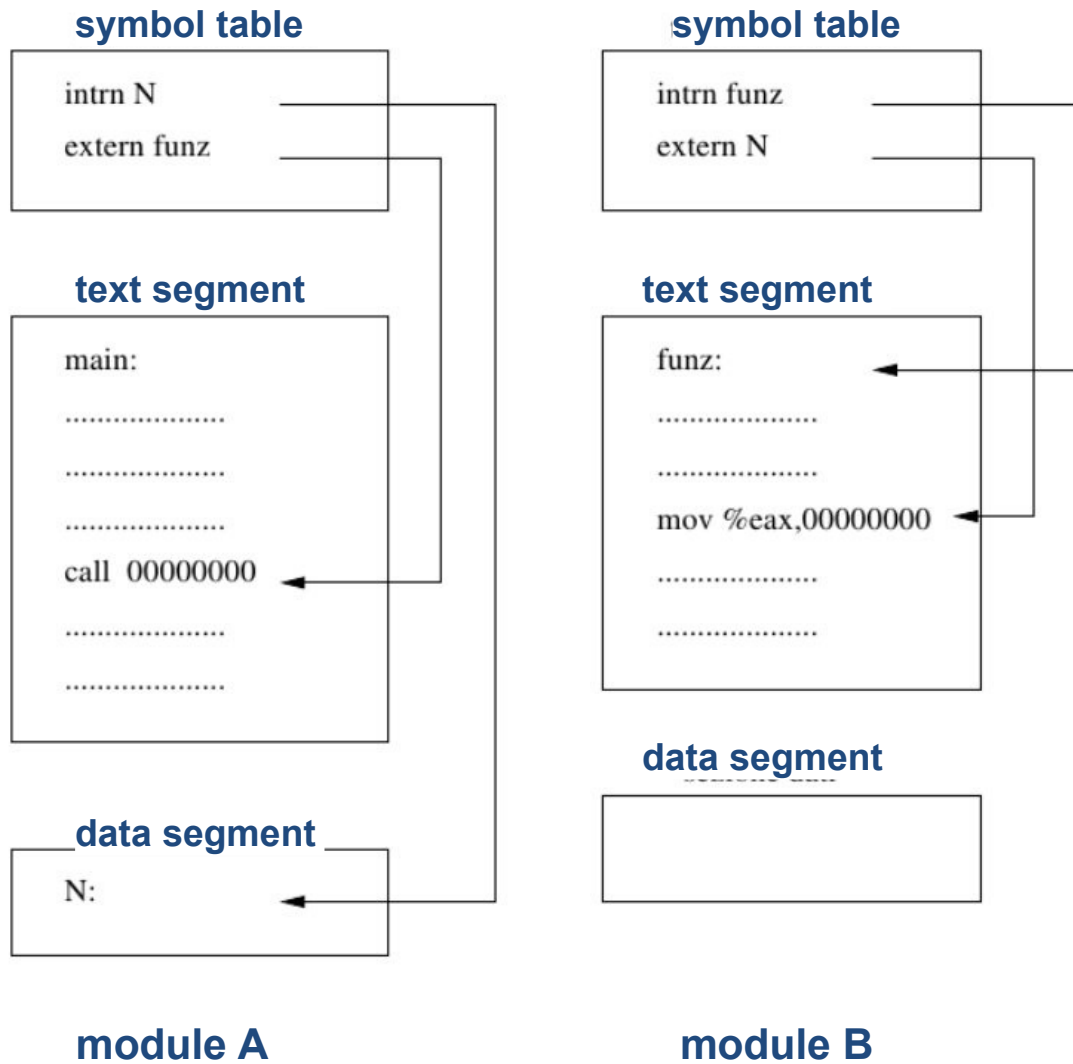 symbol table
intrn N
extern funz
text segment
main:
....................
....................
....................
call 00000000
....................
....................
data segment
N:
module A
symbol table
intrn funz
extern N
text segment
funz:
....................
....................
mov %eax,00000000
....................
....................
data segment
module B